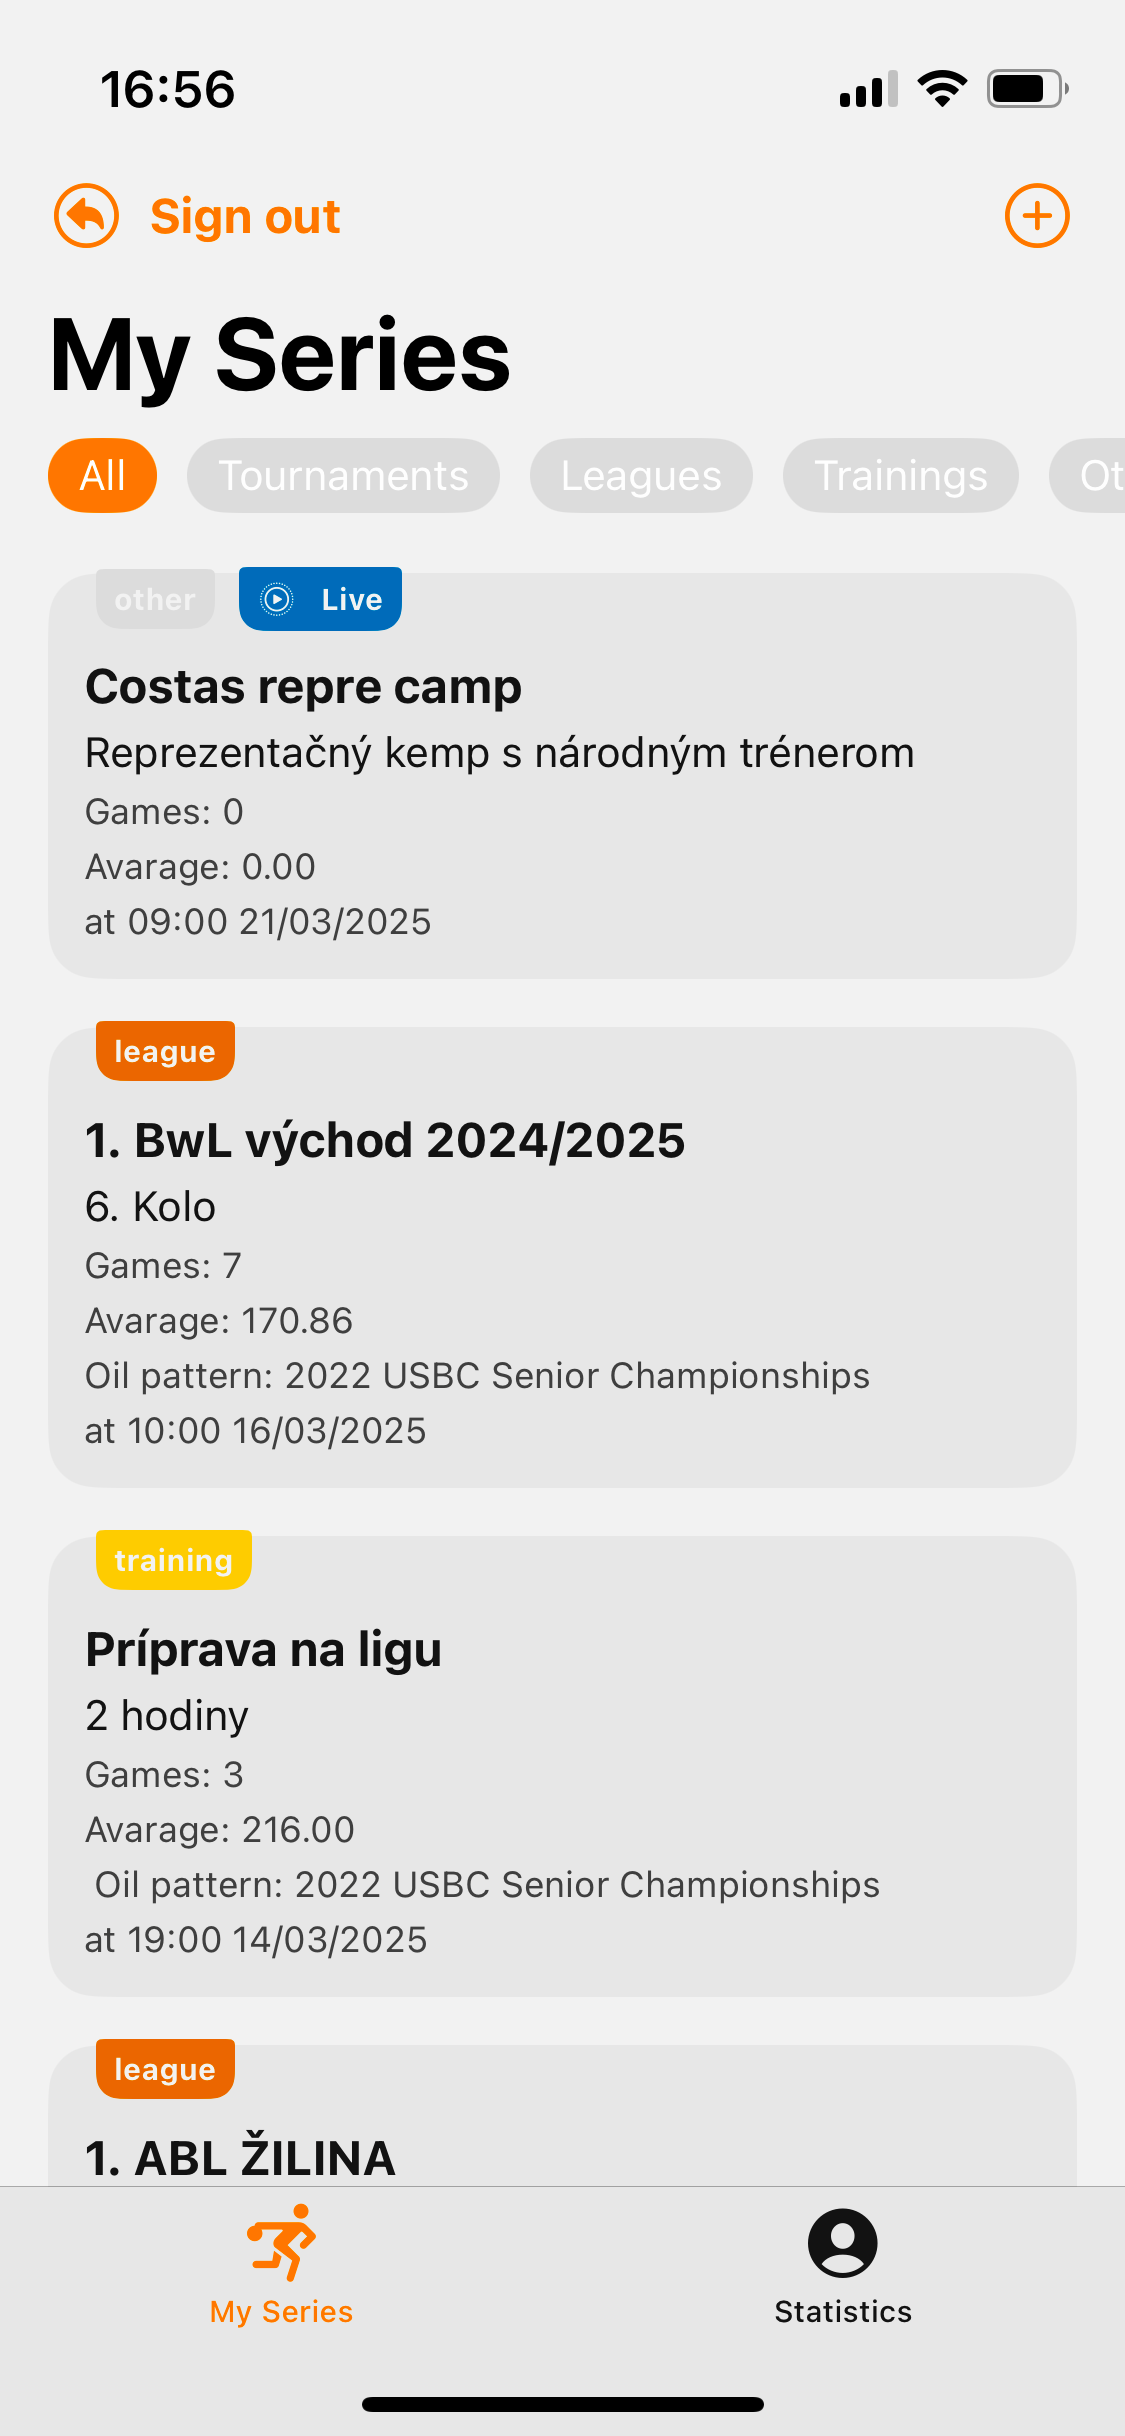 16:56
Sign out
My Series
All Tournaments Leagues Trainings Ot
other Live
Costas repre camp
Reprezentačný kemp s národným trénerom
Games: 0
Avarage: 0.00
at 09:00 21/03/2025
league
1. BwL východ 2024/2025
6. Kolo
Games: 7
Avarage: 170.86
Oil pattern: 2022 USBC Senior Championships
at 10:00 16/03/2025
training
Príprava na ligu
2 hodiny
Games: 3
Avarage: 216.00
Oil pattern: 2022 USBC Senior Championships
at 19:00 14/03/2025
league
1. ABL ŽILINA
My Series Statistics